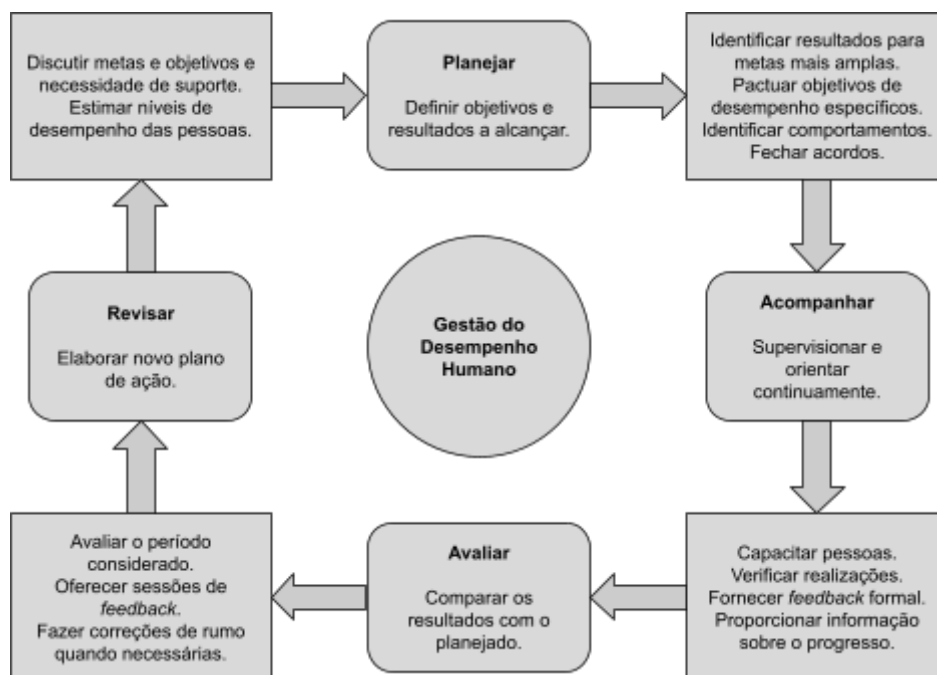 Discutir metas e objetivos e
necessidade de suporte.
Estimar níveis de
desempenho das pessoas.
Planejar
Definir objetivos e
resultados a alcançar.
Identificar resultados para
metas mais amplas.
Pactuar objetivos de
desempenho específicos.
Identificar comportamentos.
Fechar acordos.
Revisar
Elaborar novo plano
de ação.
Gestão do
Desempenho
Humano
Acompanhar
Supervisionar e
orientar
continuamente.
Avaliar o período
considerado.
Oferecer sessões de
feedback.
Fazer correções de rumo
quando necessárias.
Avaliar
Comparar os
resultados com o
planejado.
Capacitar pessoas.
Verificar realizações.
Fornecer feedback formal.
Proporcionar informação
sobre o progresso.